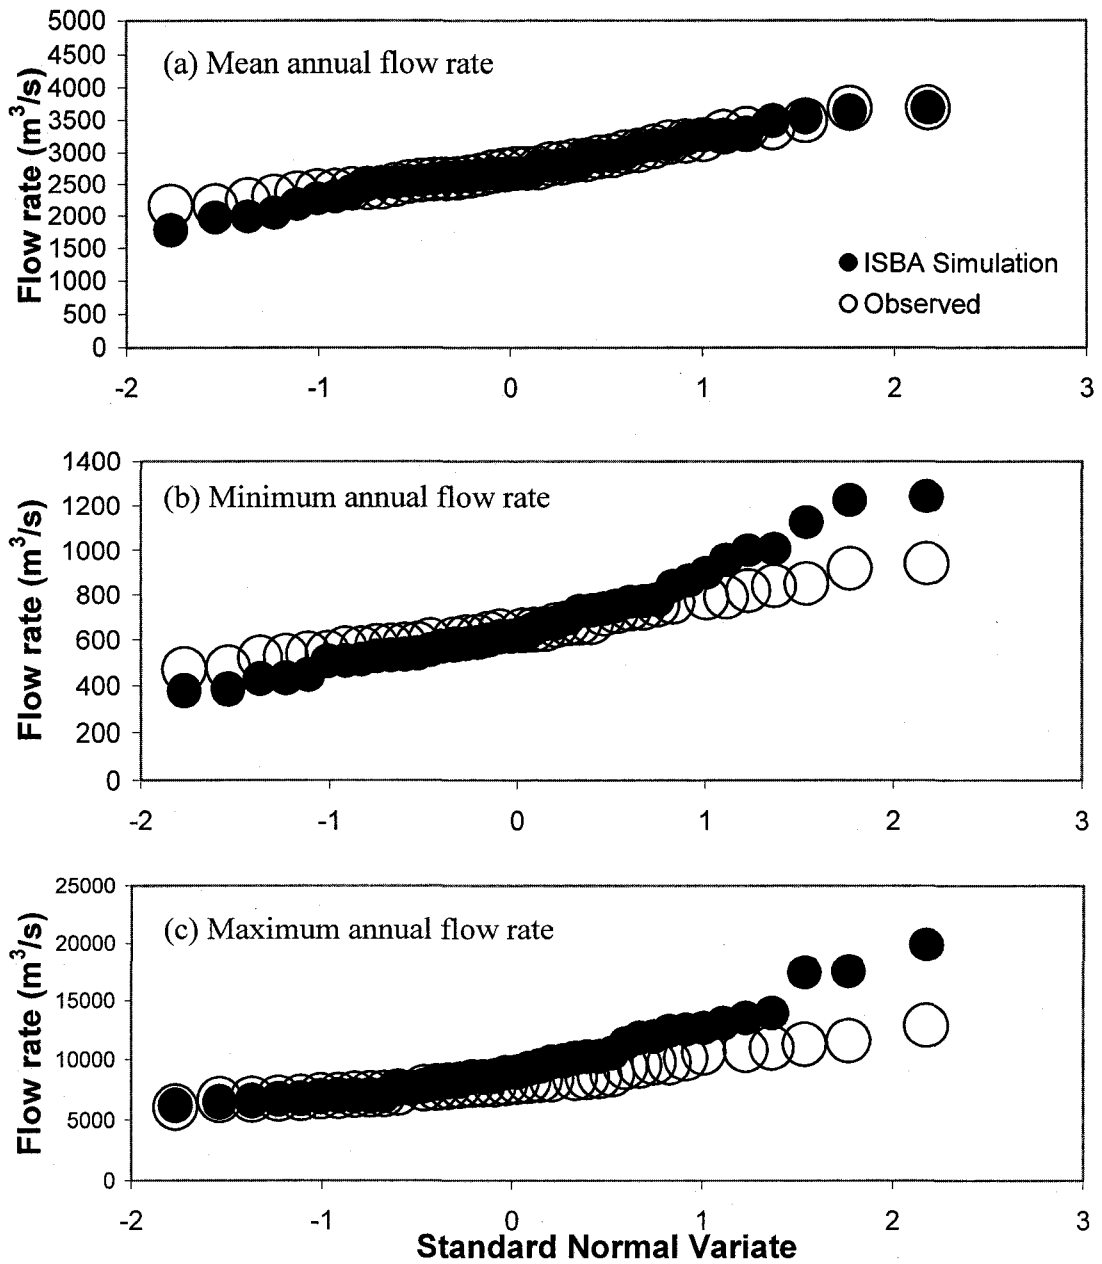 (a) Mean annual flow rate
Flow rate (m³/s)
5000
4500
4000
3500
3000
2500
2000
1500
1000
500
0
ISBA Simulation
Observed
-2 -1 0 1 2 3
(b) Minimum annual flow rate
Flow rate (m³/s)
1400
1200
1000
800
600
400
200
0
-2 -1 0 1 2 3
(c) Maximum annual flow rate
Flow rate (m³/s)
25000
20000
15000
10000
5000
0
-2 -1 0 1 2 3
Standard Normal Variate